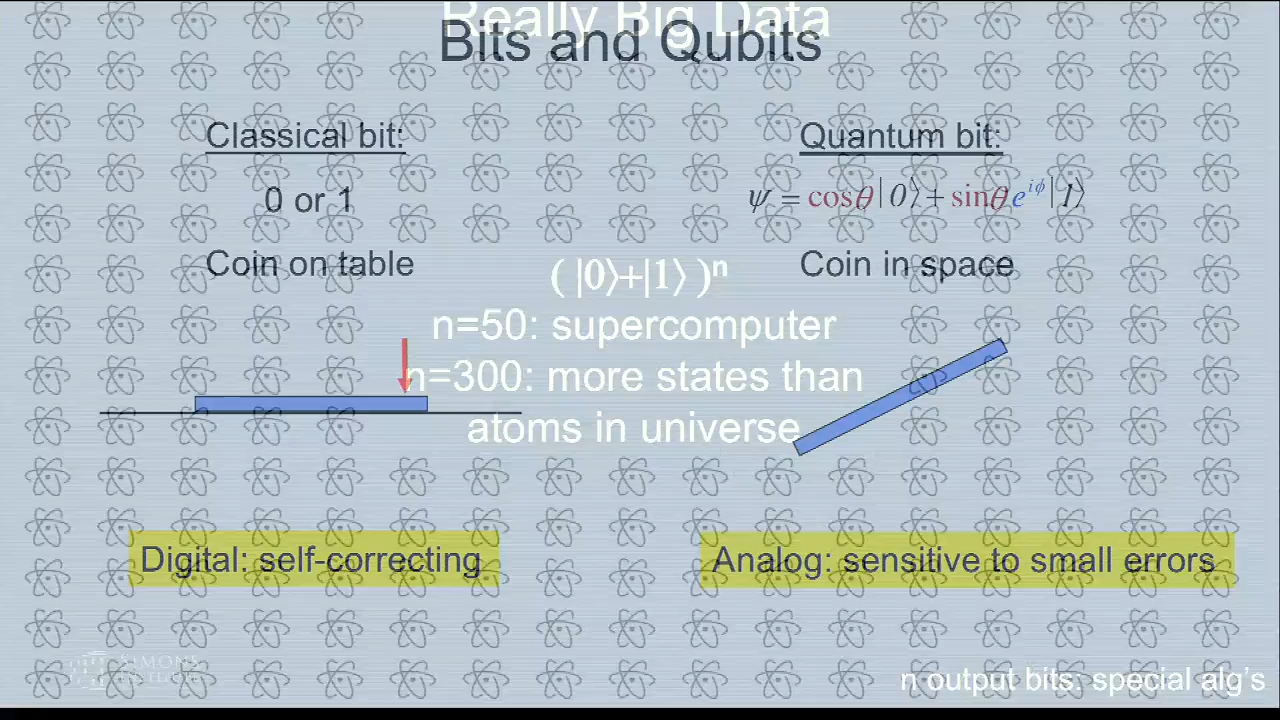 Really Big Data
Bits and Qubits
Classical bit:
Quantum bit:
0 or 1
ψ = cosθ|0⟩ + sinθe^{iϕ}|1⟩
Coin on table
Coin in space
( |0⟩+|1⟩ )ⁿ
n=50: supercomputer
n=300: more states than
atoms in universe
Digital: self-correcting
Analog: sensitive to small errors
SIMONS
INSTITUTE
n output bits: special alg's